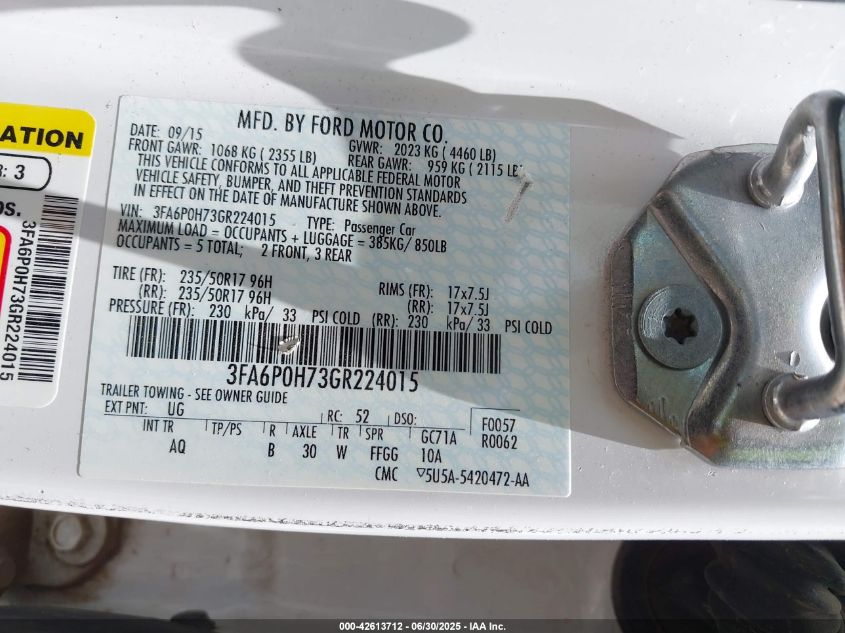 ATION
: 3
OS.
3FA6P0H73GR224015
MFD. BY FORD MOTOR CO.
DATE: 09/15
GVWR: 2023 KG ( 4460 LB)
FRONT GAWR: 1068 KG ( 2355 LB)
REAR GAWR: 959 KG ( 2115 LB
THIS VEHICLE CONFORMS TO ALL APPLICABLE FEDERAL MOTOR
VEHICLE SAFETY, BUMPER, AND THEFT PREVENTION STANDARDS
IN EFFECT ON THE DATE OF MANUFACTURE SHOWN ABOVE.
VIN: 3FA6P0H73GR224015 TYPE: Passenger Car
MAXIMUM LOAD = OCCUPANTS + LUGGAGE = 385KG/ 850LB
OCCUPANTS = 5 TOTAL; 2 FRONT, 3 REAR
TIRE (FR): 235/50R17 96H RIMS (FR): 17x7.5J
(RR): 235/50R17 96H (RR): 17x7.5J
PRESSURE (FR): 230 kPa/ 33 PSI COLD (RR): 230 kPa/ 33 PSI COLD
3FA6P0H73GR224015
TRAILER TOWING - SEE OWNER GUIDE
EXT PNT: UG RC: 52 DSO: F0057
INT TR TP/PS R AXLE TR SPR GC71A R0062
AQ B 30 W FFGG 10A
CMC ▽5U5A-5420472-AA
000-42613712 - 06/30/2025 - IAA Inc.